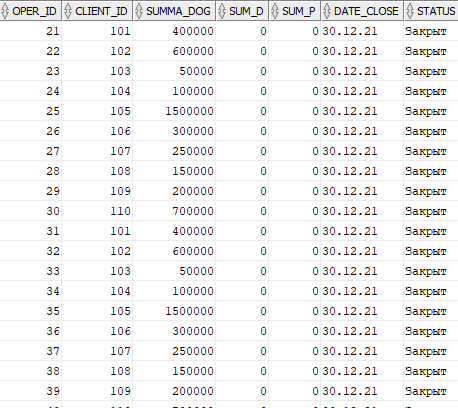 OPER_ID CLIENT_ID SUMMA_DOG SUM_D SUM_P DATE_CLOSE STATUS
21 101 400000 0 0 30.12.21 Закрыт
22 102 600000 0 0 30.12.21 Закрыт
23 103 50000 0 0 30.12.21 Закрыт
24 104 100000 0 0 30.12.21 Закрыт
25 105 1500000 0 0 30.12.21 Закрыт
26 106 300000 0 0 30.12.21 Закрыт
27 107 250000 0 0 30.12.21 Закрыт
28 108 150000 0 0 30.12.21 Закрыт
29 109 200000 0 0 30.12.21 Закрыт
30 110 700000 0 0 30.12.21 Закрыт
31 101 400000 0 0 30.12.21 Закрыт
32 102 600000 0 0 30.12.21 Закрыт
33 103 50000 0 0 30.12.21 Закрыт
34 104 100000 0 0 30.12.21 Закрыт
35 105 1500000 0 0 30.12.21 Закрыт
36 106 300000 0 0 30.12.21 Закрыт
37 107 250000 0 0 30.12.21 Закрыт
38 108 150000 0 0 30.12.21 Закрыт
39 109 200000 0 0 30.12.21 Закрыт